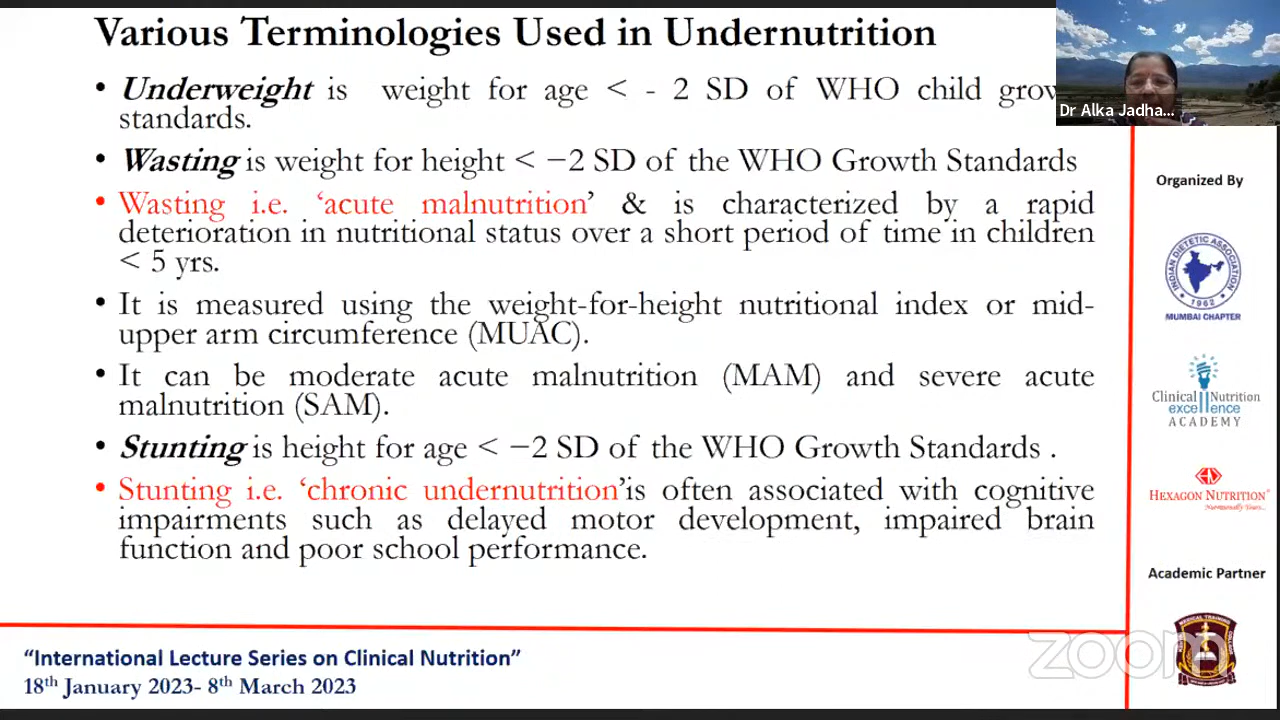 Various Terminologies Used in Undernutrition
• Underweight is weight for age < - 2 SD of WHO child
standards.
• Wasting is weight for height < −2 SD of the WHO Growth Standards
• Wasting i.e. ‘acute malnutrition’ & is characterized by a rapid
deterioration in nutritional status over a short period of time in children
< 5 yrs.
• It is measured using the weight-for-height nutritional index or mid-
upper arm circumference (MUAC).
• It can be moderate acute malnutrition (MAM) and severe acute
malnutrition (SAM).
• Stunting is height for age < −2 SD of the WHO Growth Standards .
• Stunting i.e. ‘chronic undernutrition’is often associated with cognitive
impairments such as delayed motor development, impaired brain
function and poor school performance.
Dr Alka Jadha...
Organized By
INDIAN DIETETIC ASSOCIATION
1962
MUMBAI CHAPTER
Clinical Nutrition
excellence
ACADEMY
HEXAGON NUTRITION
Nutritionally Yours...
Academic Partner
MEDICAL TRAINING
zoom
“International Lecture Series on Clinical Nutrition”
18th January 2023- 8th March 2023